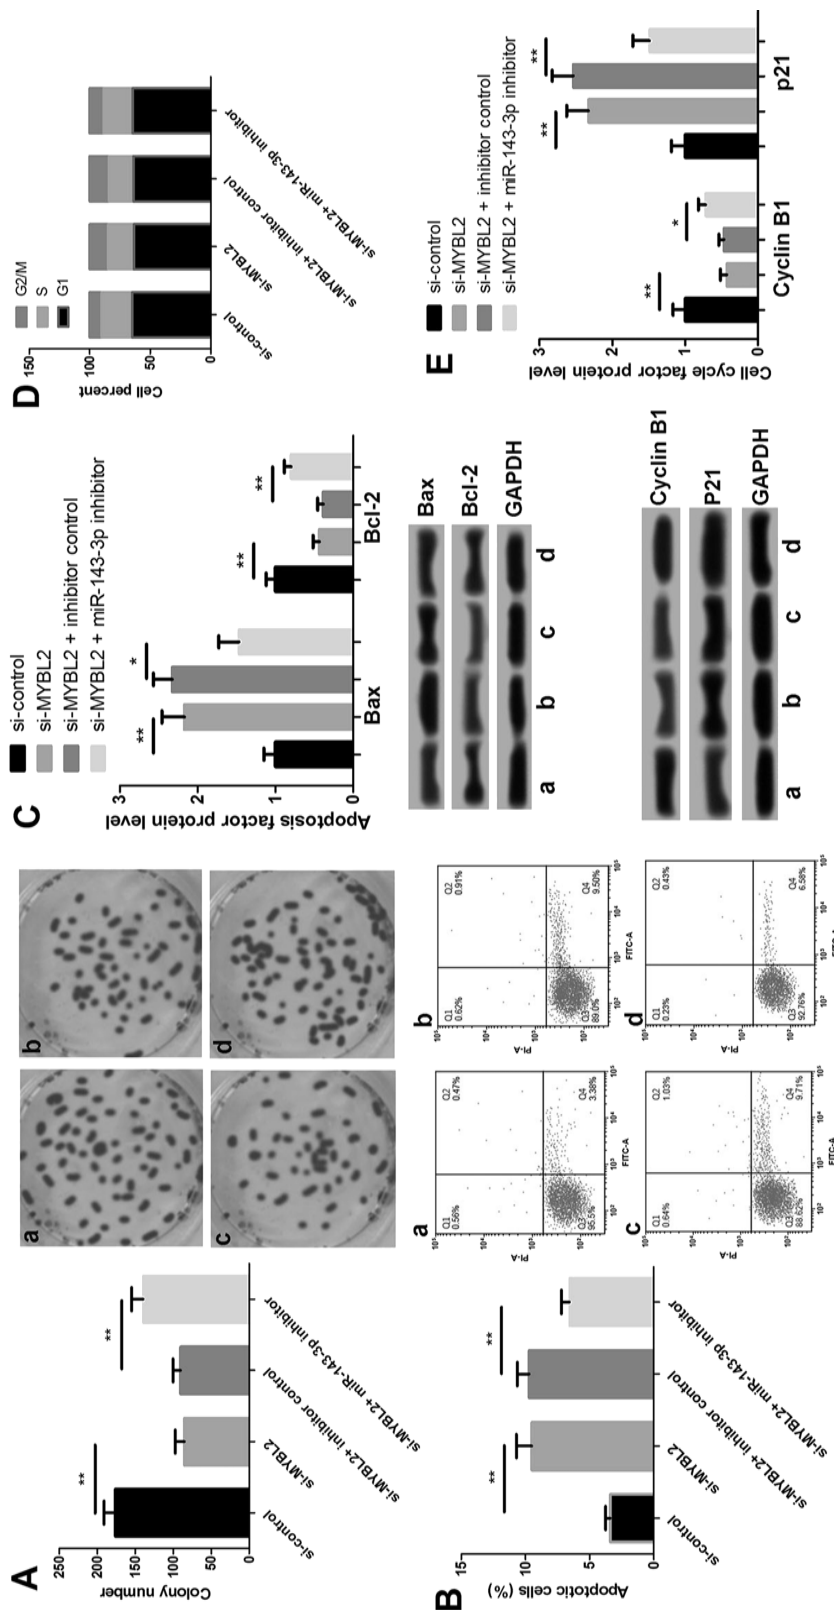 A
Colony number
250
200
150
100
50
0
**
**
si-control
si-MYBL2
si-MYBL2+ inhibitor control
si-MYBL2+ miR-143-3p inhibitor
a
b
c
d
B
Apoptotic cells (%)
15
10
5
0
**
**
si-control
si-MYBL2
si-MYBL2+ inhibitor control
si-MYBL2+ miR-143-3p inhibitor
a
Q1
0.56%
Q2
0.47%
Q3
95.5%
Q4
3.38%
PI-A
FITC-A
b
Q1
0.62%
Q2
0.91%
Q3
89.0%
Q4
9.50%
PI-A
FITC-A
c
Q1
0.64%
Q2
1.03%
Q3
88.62%
Q4
9.71%
PI-A
FITC-A
d
Q1
0.23%
Q2
0.43%
Q3
92.76%
Q4
6.58%
PI-A
FITC-A
C
si-control
si-MYBL2
si-MYBL2 + inhibitor control
si-MYBL2 + miR-143-3p inhibitor
Apoptosis factor protein level
3
2
1
0
**
*
**
**
Bax
Bcl-2
Bax
Bcl-2
GAPDH
a b c d
D
G2/M
S
G1
Cell percent
150
100
50
0
si-control
si-MYBL2
si-MYBL2+ inhibitor control
si-MYBL2+ miR-143-3p inhibitor
E
si-control
si-MYBL2
si-MYBL2 + inhibitor control
si-MYBL2 + miR-143-3p inhibitor
Cell cycle factor protein level
3
2
1
0
**
*
**
**
Cyclin B1
p21
Cyclin B1
P21
GAPDH
a b c d